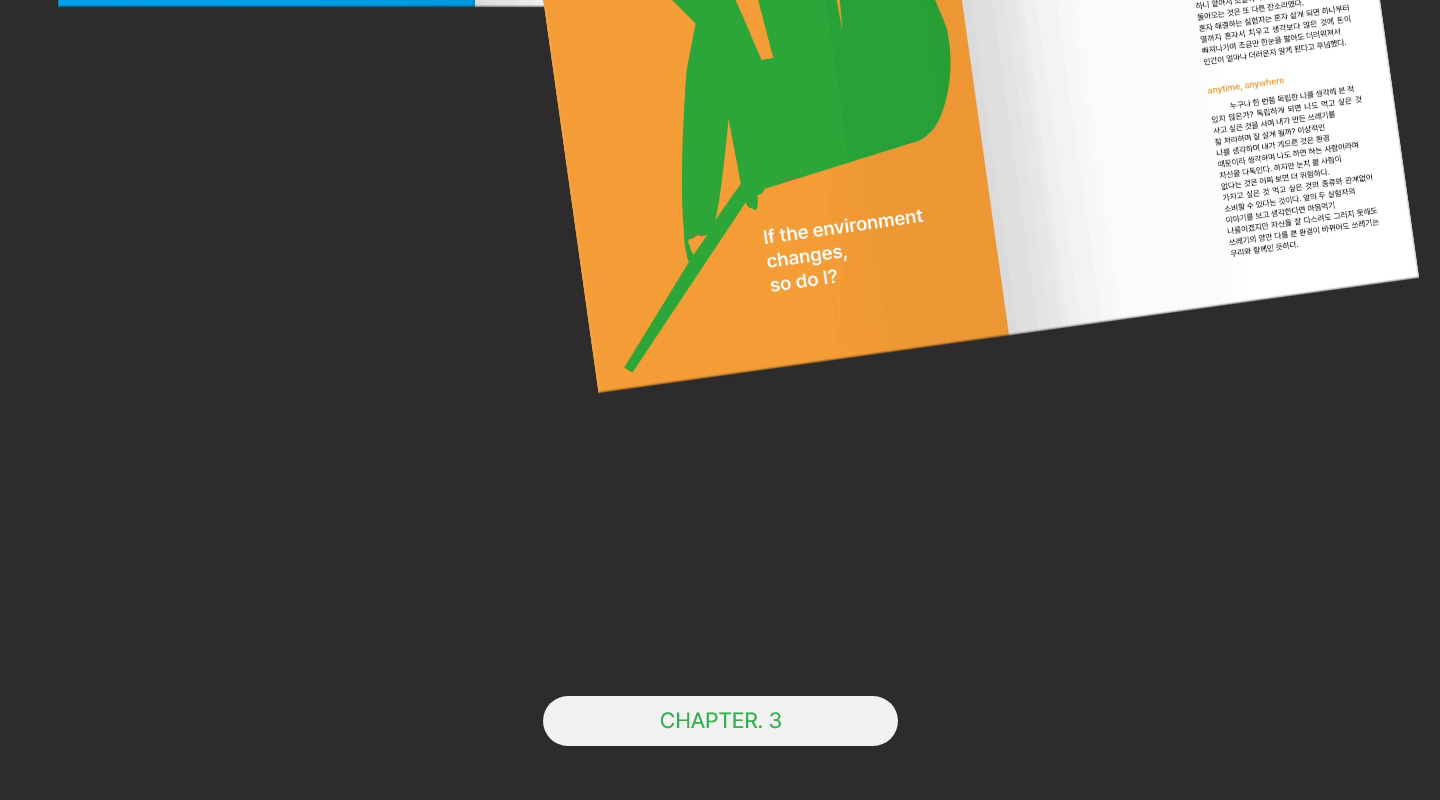 돌아오는 것은 또 다른 잔소리였다.
혼자 해결하는 실험자는 혼자 살게 되면 하나부터
열까지 혼자서 치우고 생각보다 많은 것에 돈이
빠져나가며 조금만 한눈을 팔아도 더러워져서
인간이 얼마나 더러운지 알게 된다고 푸념했다.
anytime, anywhere
누구나 한 번쯤 독립한 나를 생각해 본 적
있지 않은가? 독립하게 되면 나도 먹고 싶은 것
사고 싶은 것을 사며 내가 만든 쓰레기를
잘 처리하며 잘 살게 될까? 이상적인
나를 생각하며 내가 게으른 것은 환경
때문이라 생각하며 나도 하면 하는 사람이라며
자신을 다독인다. 하지만 눈치 볼 사람이
없다는 것은 어찌 보면 더 위험하다.
가지고 싶은 것 먹고 싶은 것의 종류와 관계없이
소비할 수 있다는 것이다. 앞의 두 실험자의
이야기를 보고 생각한다면 마음먹기
나름이겠지만 자신을 잘 다스려도 그러지 못해도
쓰레기의 양만 다를 뿐 환경이 바뀌어도 쓰레기는
우리와 함께인 듯하다.
If the environment
changes,
so do I?
CHAPTER. 3